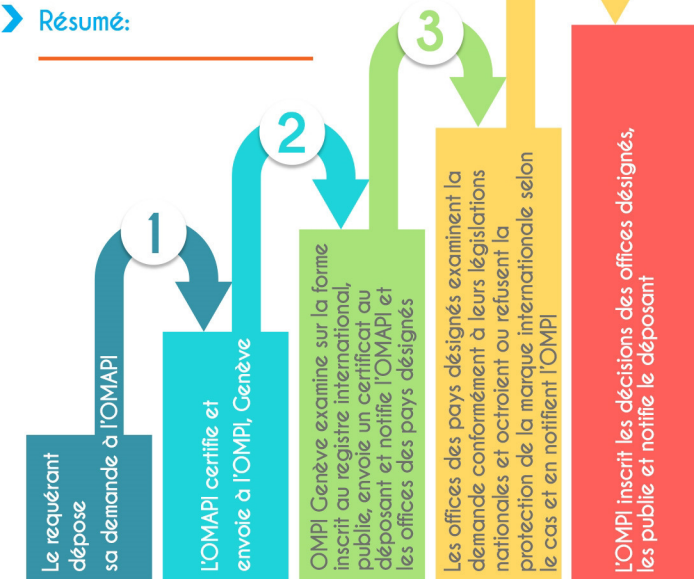 Résumé:
1
2
3
Le requérant
dépose
sa demande à l'OMAPI
L'OMAPI certifie et
envoie à l'OMPI, Genève
OMPI Genève examine sur la forme
inscrit au registre international,
publie, envoie un certificat au
déposant et notifie l'OMAPI et
les offices des pays désignés
Les offices des pays désignés examinent la
demande conformément à leurs législations
nationales et octroient ou refusent la
protection de la marque internationale selon
le cas et en notifient l'OMPI
L'OMPI inscrit les décisions des offices désignés,
les publie et notifie le déposant